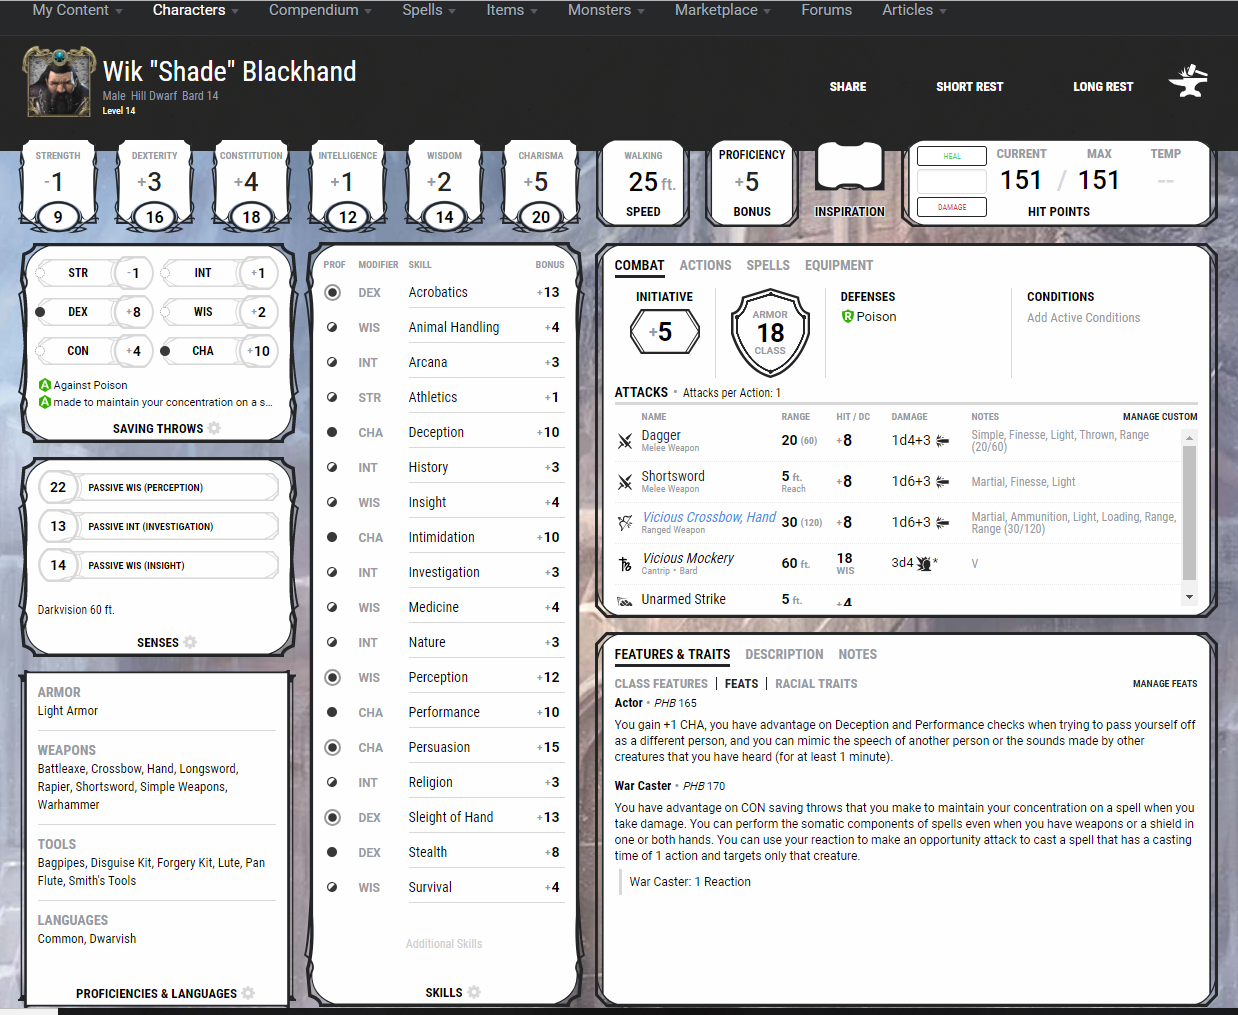 My Content Characters Compendium Spells Items Monsters Marketplace Forums Articles
Wik "Shade" Blackhand
Male Hill Dwarf Bard 14
Level 14
SHARE SHORT REST LONG REST
STRENGTH
-1
9
DEXTERITY
+3
16
CONSTITUTION
+4
18
INTELLIGENCE
+1
12
WISDOM
+2
14
CHARISMA
+5
20
WALKING
25 ft.
SPEED
PROFICIENCY
+5
BONUS
INSPIRATION
HEAL
DAMAGE
CURRENT MAX TEMP
151 / 151 --
HIT POINTS
STR -1 INT +1
DEX +8 WIS +2
CON +4 CHA +10
A Against Poison
A made to maintain your concentration on a s...
SAVING THROWS
22 PASSIVE WIS (PERCEPTION)
13 PASSIVE INT (INVESTIGATION)
14 PASSIVE WIS (INSIGHT)
Darkvision 60 ft.
SENSES
ARMOR
Light Armor
WEAPONS
Battleaxe, Crossbow, Hand, Longsword,
Rapier, Shortsword, Simple Weapons,
Warhammer
TOOLS
Bagpipes, Disguise Kit, Forgery Kit, Lute, Pan
Flute, Smith's Tools
LANGUAGES
Common, Dwarvish
PROFICIENCIES & LANGUAGES
PROF MODIFIER SKILL BONUS
DEX Acrobatics +13
WIS Animal Handling +4
INT Arcana +3
STR Athletics +1
CHA Deception +10
INT History +3
WIS Insight +4
CHA Intimidation +10
INT Investigation +3
WIS Medicine +4
INT Nature +3
WIS Perception +12
CHA Performance +10
CHA Persuasion +15
INT Religion +3
DEX Sleight of Hand +13
DEX Stealth +8
WIS Survival +4
Additional Skills
SKILLS
COMBAT ACTIONS SPELLS EQUIPMENT
INITIATIVE
+5
ARMOR
18
CLASS
DEFENSES
R Poison
CONDITIONS
Add Active Conditions
ATTACKS • Attacks per Action: 1
NAME RANGE HIT / DC DAMAGE NOTES MANAGE CUSTOM
Dagger 20 (60) +8 1d4+3 Simple, Finesse, Light, Thrown, Range
Melee Weapon (20/60)
Shortsword 5 ft. +8 1d6+3 Martial, Finesse, Light
Melee Weapon Reach
Vicious Crossbow, Hand 30 (120) +8 1d6+3 Martial, Ammunition, Light, Loading, Range,
Ranged Weapon Range (30/120)
Vicious Mockery 60 ft. 18 3d4 * V
Cantrip • Bard WIS
Unarmed Strike 5 ft. +4
FEATURES & TRAITS DESCRIPTION NOTES
CLASS FEATURES | FEATS | RACIAL TRAITS MANAGE FEATS
Actor • PHB 165
You gain +1 CHA, you have advantage on Deception and Performance checks when trying to pass yourself off
as a different person, and you can mimic the speech of another person or the sounds made by other
creatures that you have heard (for at least 1 minute).
War Caster • PHB 170
You have advantage on CON saving throws that you make to maintain your concentration on a spell when you
take damage. You can perform the somatic components of spells even when you have weapons or a shield in
one or both hands. You can use your reaction to make an opportunity attack to cast a spell that has a casting
time of 1 action and targets only that creature.
War Caster: 1 Reaction